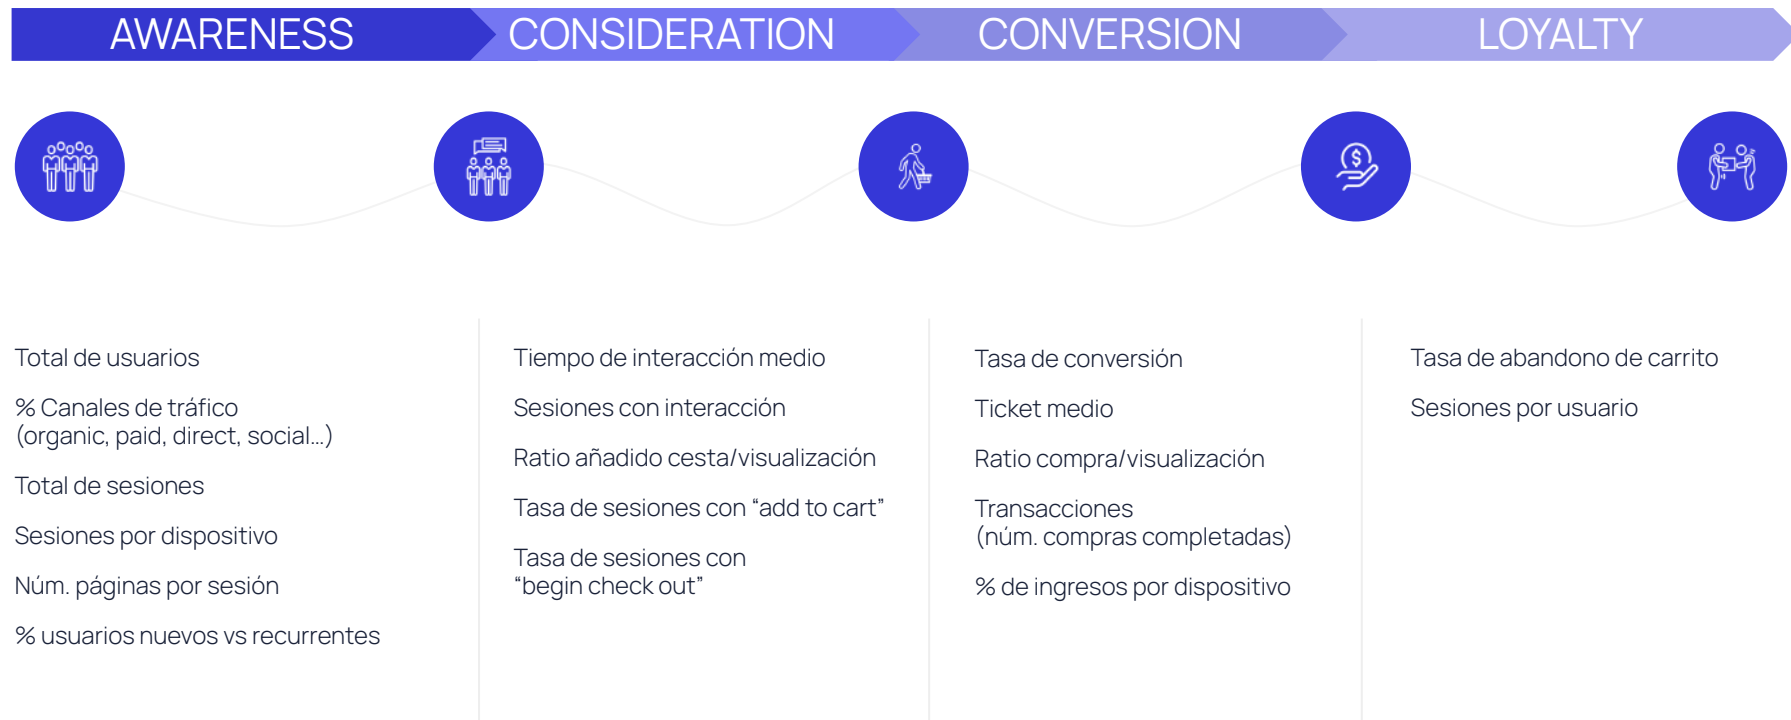 AWARENESS
CONSIDERATION
CONVERSION
LOYALTY
Total de usuarios
% Canales de tráfico
(organic, paid, direct, social...)
Total de sesiones
Sesiones por dispositivo
Núm. páginas por sesión
% usuarios nuevos vs recurrentes
Tiempo de interacción medio
Sesiones con interacción
Ratio añadido cesta/visualización
Tasa de sesiones con “add to cart”
Tasa de sesiones con
“begin check out”
Tasa de conversión
Ticket medio
Ratio compra/visualización
Transacciones
(núm. compras completadas)
% de ingresos por dispositivo
Tasa de abandono de carrito
Sesiones por usuario